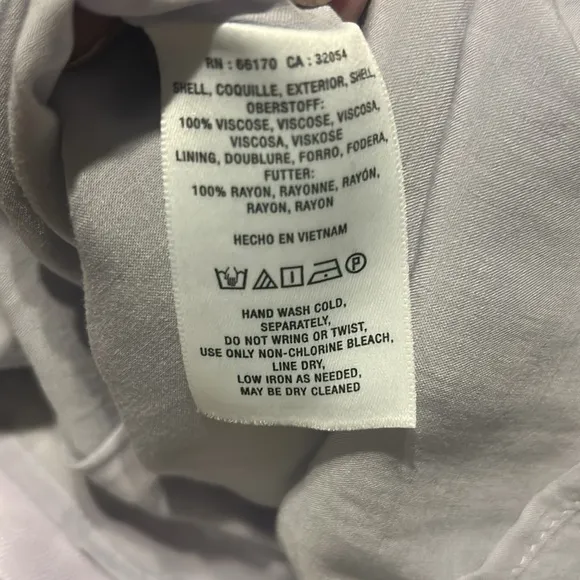 RN : 66170 CA : 32054
SHELL, COQUILLE, EXTERIOR, SHELL,
OBERSTOFF:
100% VISCOSE, VISCOSE, VISCOSA,
VISCOSA, VISKOSE
LINING, DOUBLURE, FORRO, FODERA,
FUTTER:
100% RAYON, RAYONNE, RAYÓN,
RAYON, RAYON
HECHO EN VIETNAM
P
HAND WASH COLD,
SEPARATELY,
DO NOT WRING OR TWIST,
USE ONLY NON-CHLORINE BLEACH,
LINE DRY,
LOW IRON AS NEEDED,
MAY BE DRY CLEANED